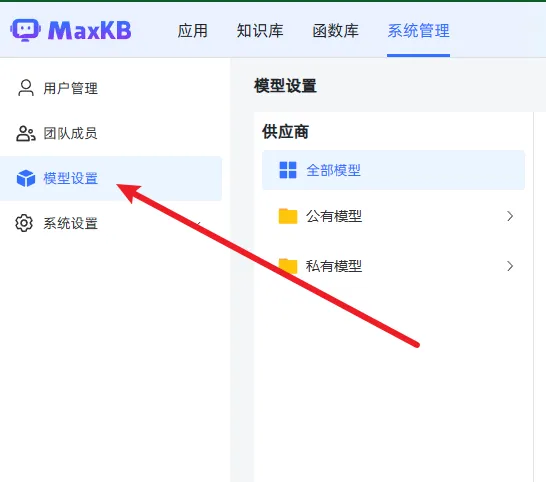 MaxKB 应用 知识库 函数库 系统管理
用户管理
团队成员
模型设置
系统设置
模型设置
供应商
全部模型
公有模型
私有模型